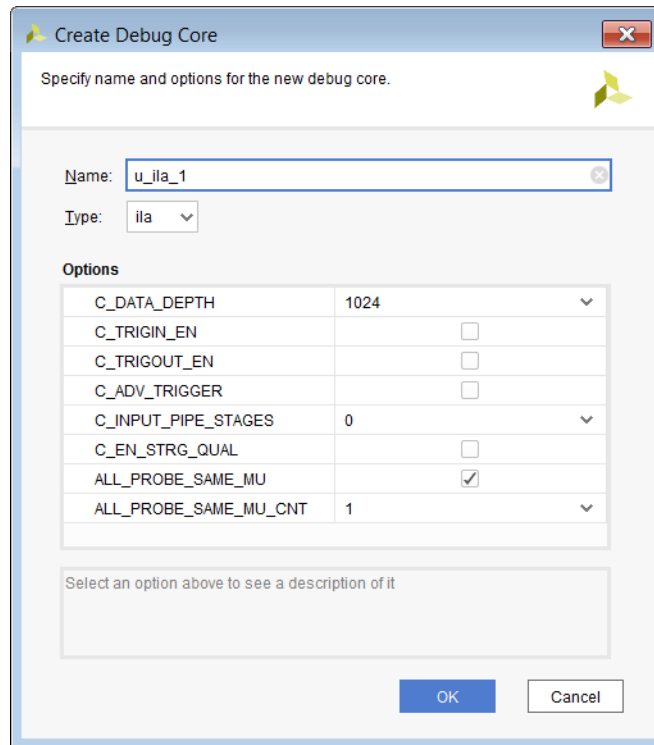 Create Debug Core
Specify name and options for the new debug core.
Name: u_ila_1
Type: ila
Options
C_DATA_DEPTH 1024
C_TRIGIN_EN
C_TRIGOUT_EN
C_ADV_TRIGGER
C_INPUT_PIPE_STAGES 0
C_EN_STRG_QUAL
ALL_PROBE_SAME_MU
ALL_PROBE_SAME_MU_CNT 1
Select an option above to see a description of it
OK Cancel